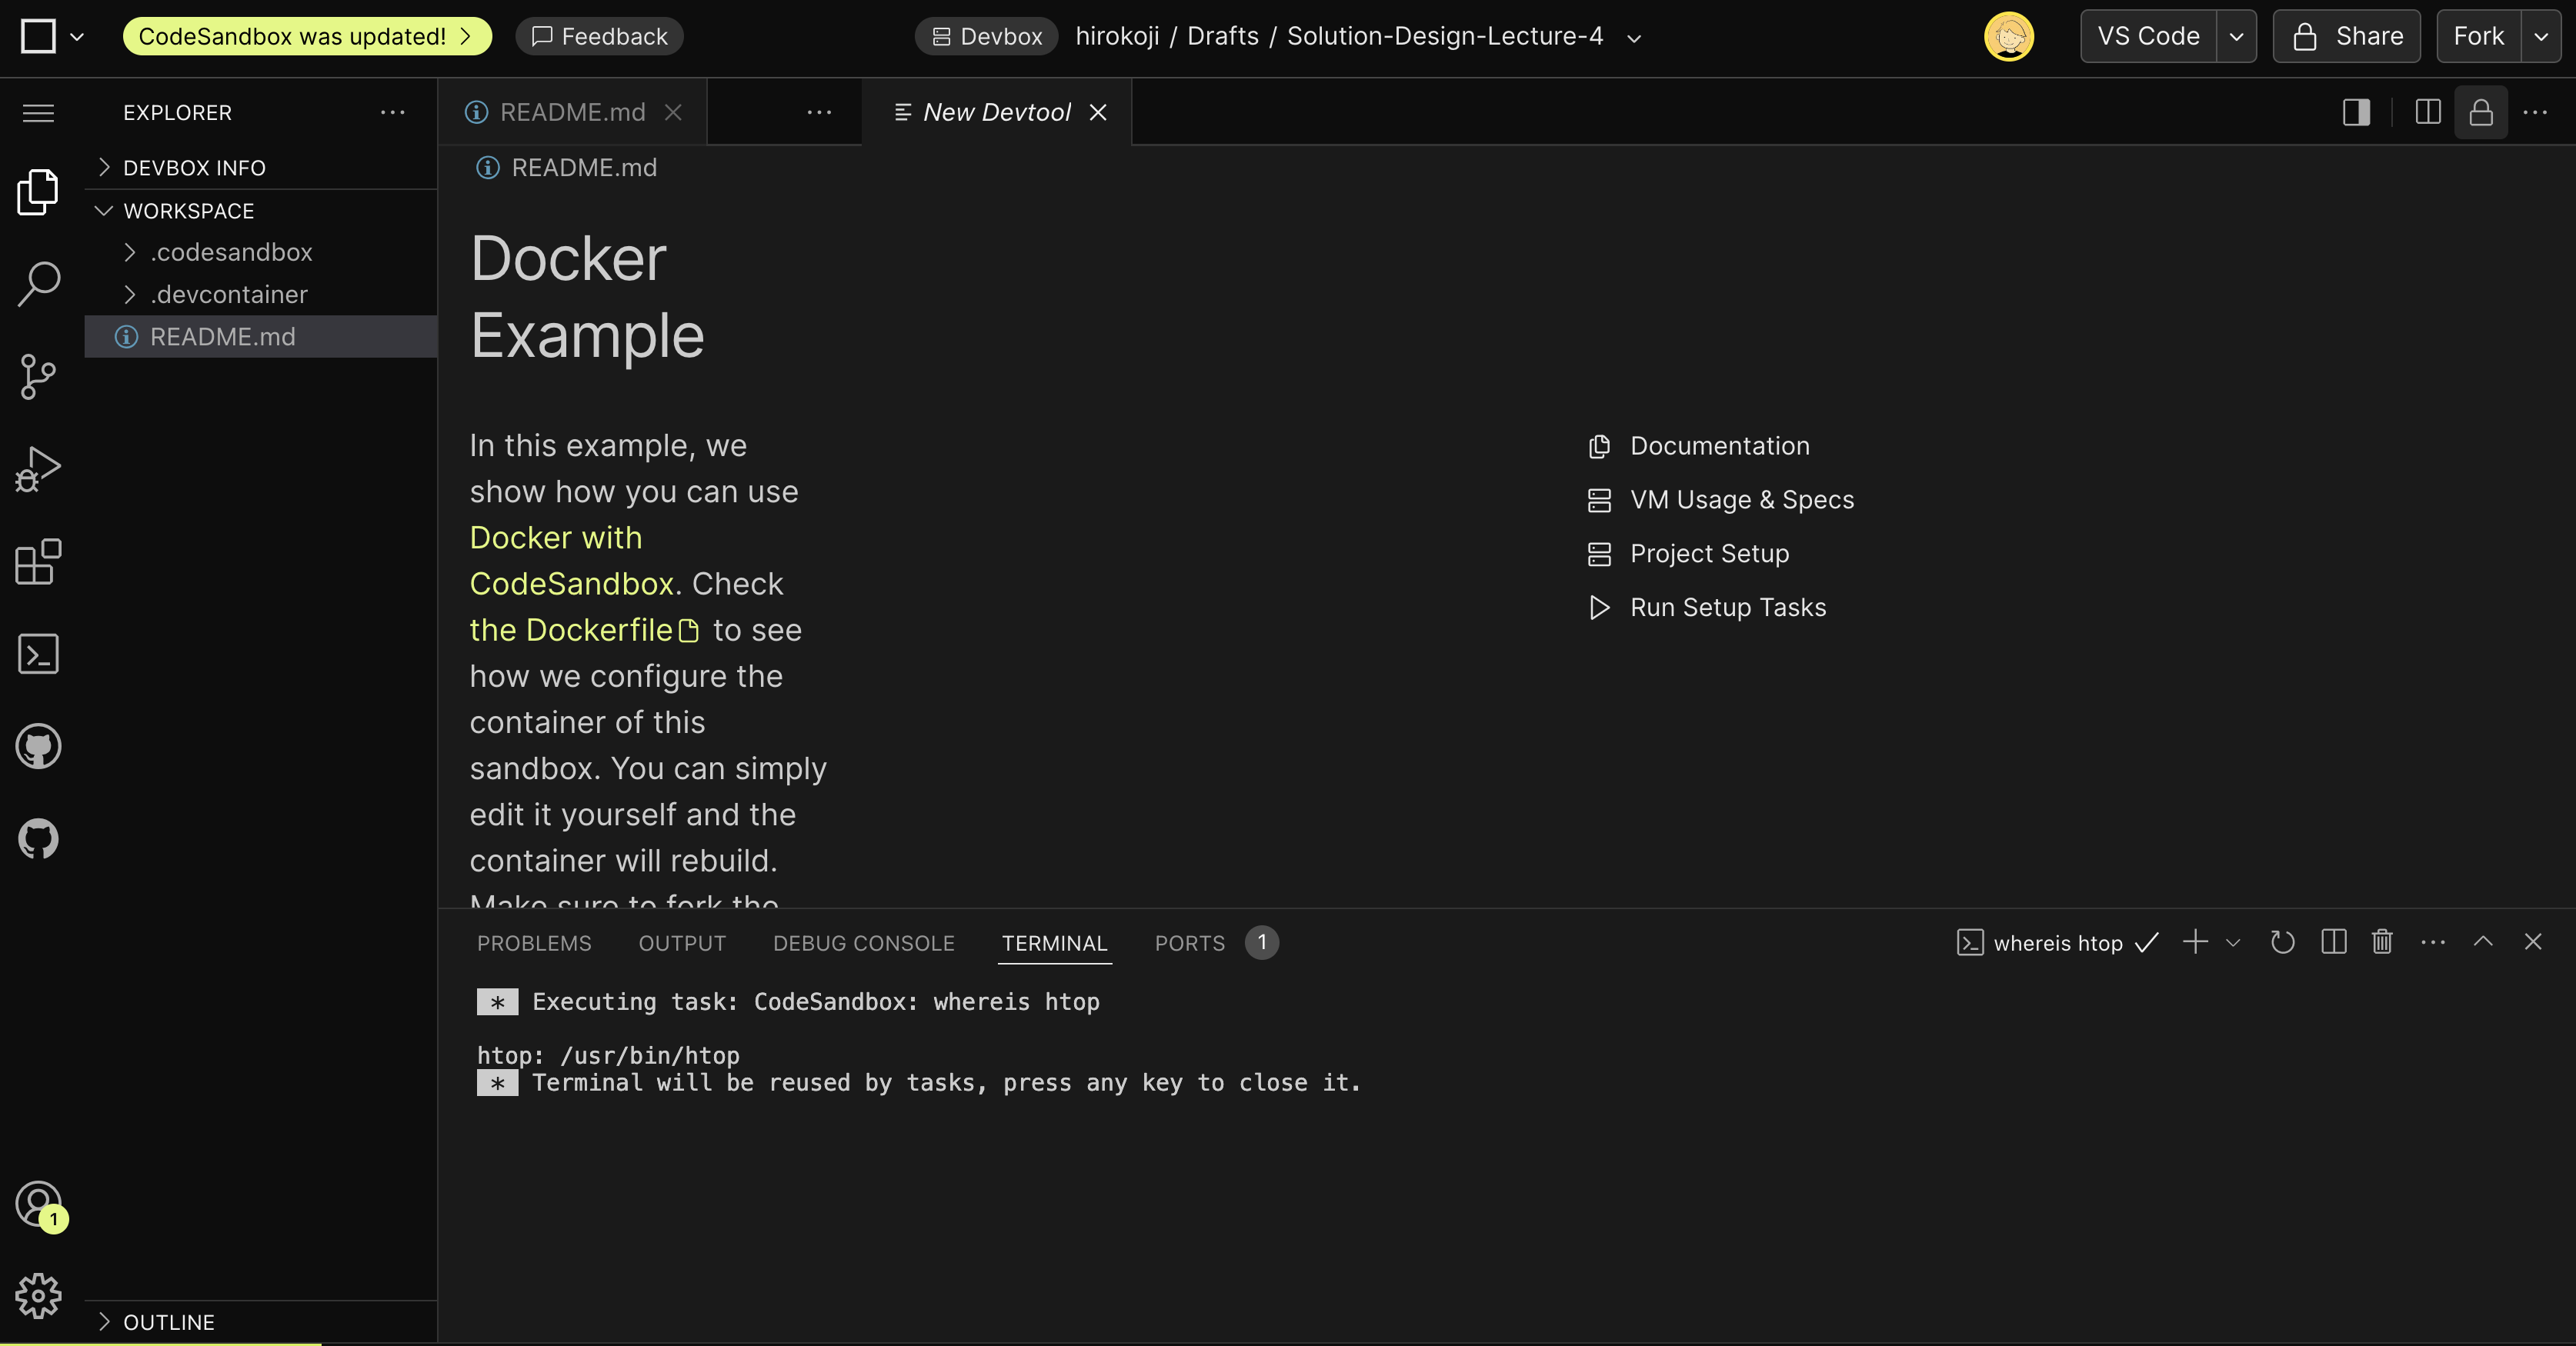 CodeSandbox was updated!
Feedback
Devbox
hirokoji / Drafts / Solution-Design-Lecture-4
VS Code
Share
Fork
EXPLORER
DEVBOX INFO
WORKSPACE
.codesandbox
.devcontainer
README.md
OUTLINE
1
README.md
New Devtool
README.md
Docker
Example
In this example, we
show how you can use
Docker with
CodeSandbox. Check
the Dockerfile to see
how we configure the
container of this
sandbox. You can simply
edit it yourself and the
container will rebuild.
Make sure to fork the
Documentation
VM Usage & Specs
Project Setup
Run Setup Tasks
PROBLEMS
OUTPUT
DEBUG CONSOLE
TERMINAL
PORTS 1
whereis htop
* Executing task: CodeSandbox: whereis htop
htop: /usr/bin/htop
* Terminal will be reused by tasks, press any key to close it.